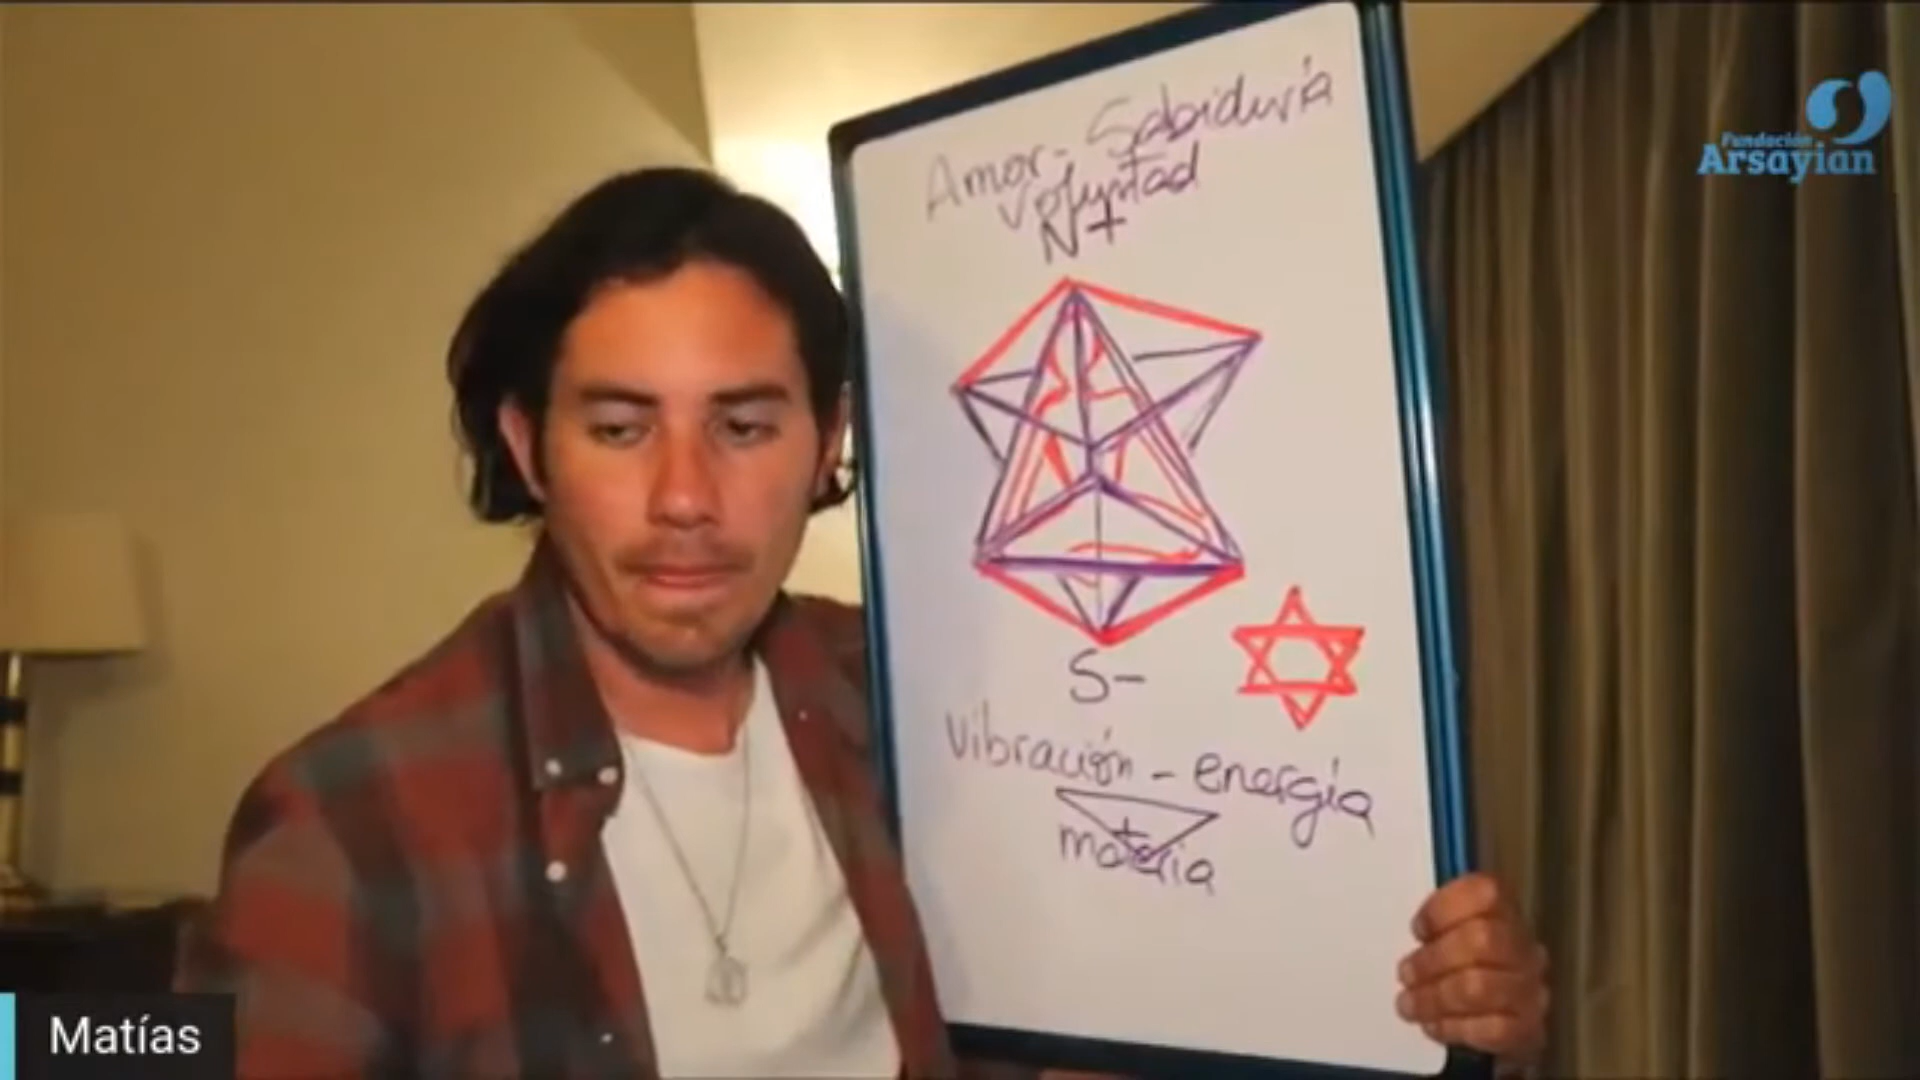 Amor - Sabiduría
Voluntad
N+
S-
Vibración - energía
materia
Fundación
Arsayian
Matías